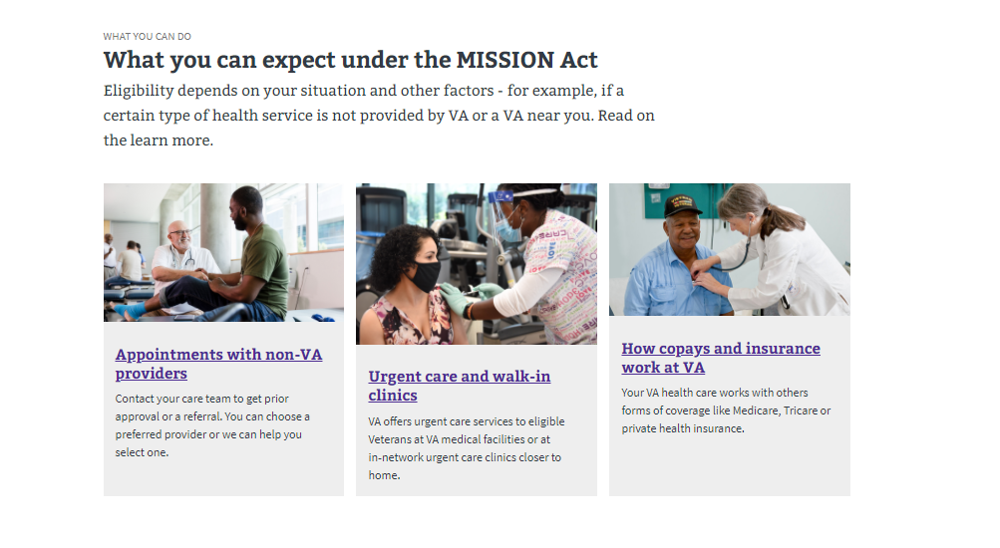 WHAT YOU CAN DO
What you can expect under the MISSION Act
Eligibility depends on your situation and other factors - for example, if a
certain type of health service is not provided by VA or a VA near you. Read on
the learn more.
Appointments with non-VA
providers
Contact your care team to get prior
approval or a referral. You can choose a
preferred provider or we can help you
select one.
Urgent care and walk-in
clinics
VA offers urgent care services to eligible
Veterans at VA medical facilities or at
in-network urgent care clinics closer to
home.
How copays and insurance
work at VA
Your VA health care works with others
forms of coverage like Medicare, Tricare or
private health insurance.